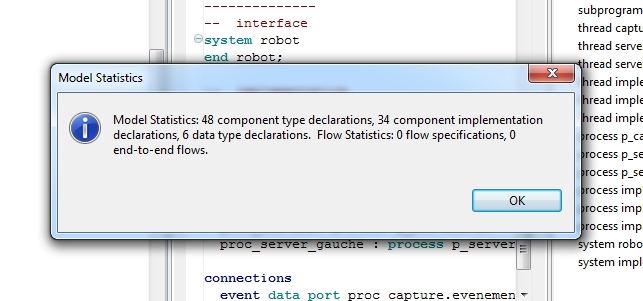 -- interface
system robot
end robot;
Model Statistics
Model Statistics: 48 component type declarations, 34 component implementation
declarations, 6 data type declarations.  Flow Statistics: 0 flow specifications, 0
end-to-end flows.
OK
proc_server_gauche : process p_server
connections
event data port proc_capture.evenemen
subprogram
thread captu
thread serve
thread serve
thread imple
thread imple
thread imple
process p_ca
process p_se
process p_se
process imp
process imp
process imp
system robo
system imple